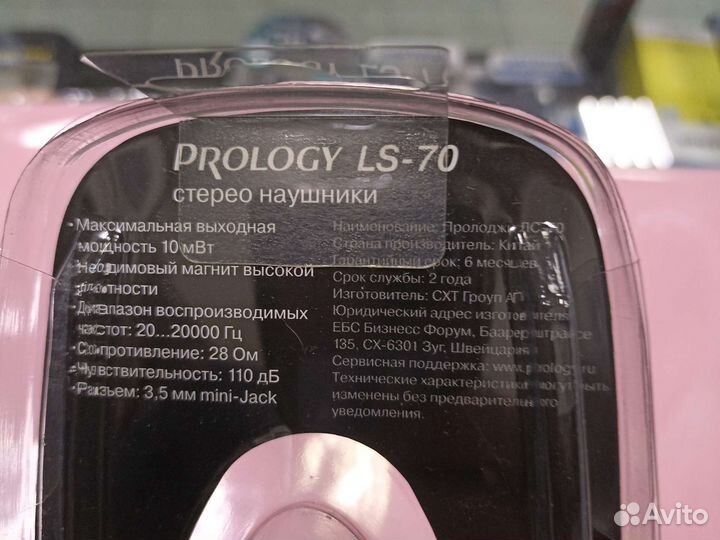 PROLOGY LS-70
стерео наушники
·Максимальная выходная
мощность 10 мВт
·Неодимовый магнит высокой
плотности
·Диапазон воспроизводимых
частот: 20...20000 Гц
·Сопротивление: 28 Ом
·Чувствительность: 110 дБ
·Разъем: 3,5 мм mini-Jack
Наименование: Пролоджи
Страна производитель: Китай
Гарантийный срок: 6 месяцев
Срок службы: 2 года
Изготовитель: СХТ Гроуп АГ
Юридический адрес изготовителя
ЕБС Бизнес Форум, Баарерштрассе
135, СХ-6301 Зуг, Швейцария
Сервисная поддержка: www.prology.ru
Технические характеристики могут быть
изменены без предварительного
уведомления.
Avito